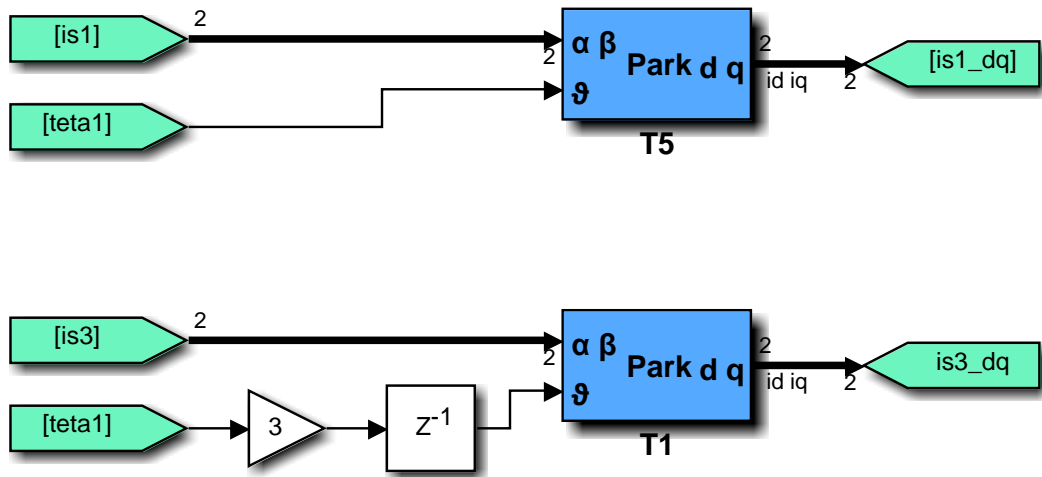 [is1]
2
2
α β
ϑ
Park d q
2
id iq
2
[is1_dq]
[teta1]
T5
[is3]
2
2
α β
ϑ
Park d q
2
id iq
2
is3_dq
[teta1]
3
Z-1
T1